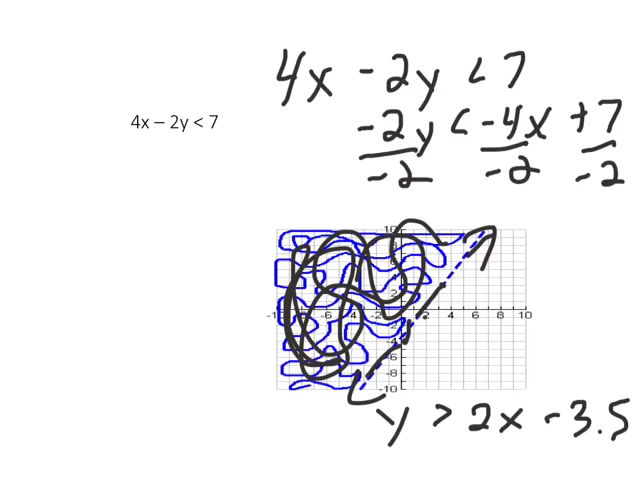 4x - 2y < 7
4x – 2y < 7
-2y < -4x + 7
-2 -2 -2
10
8
6
4
2
-10 -8 -6 -4 -2 2 4 6 8 10
-2
-4
-6
-8
-10
y > 2x - 3.5